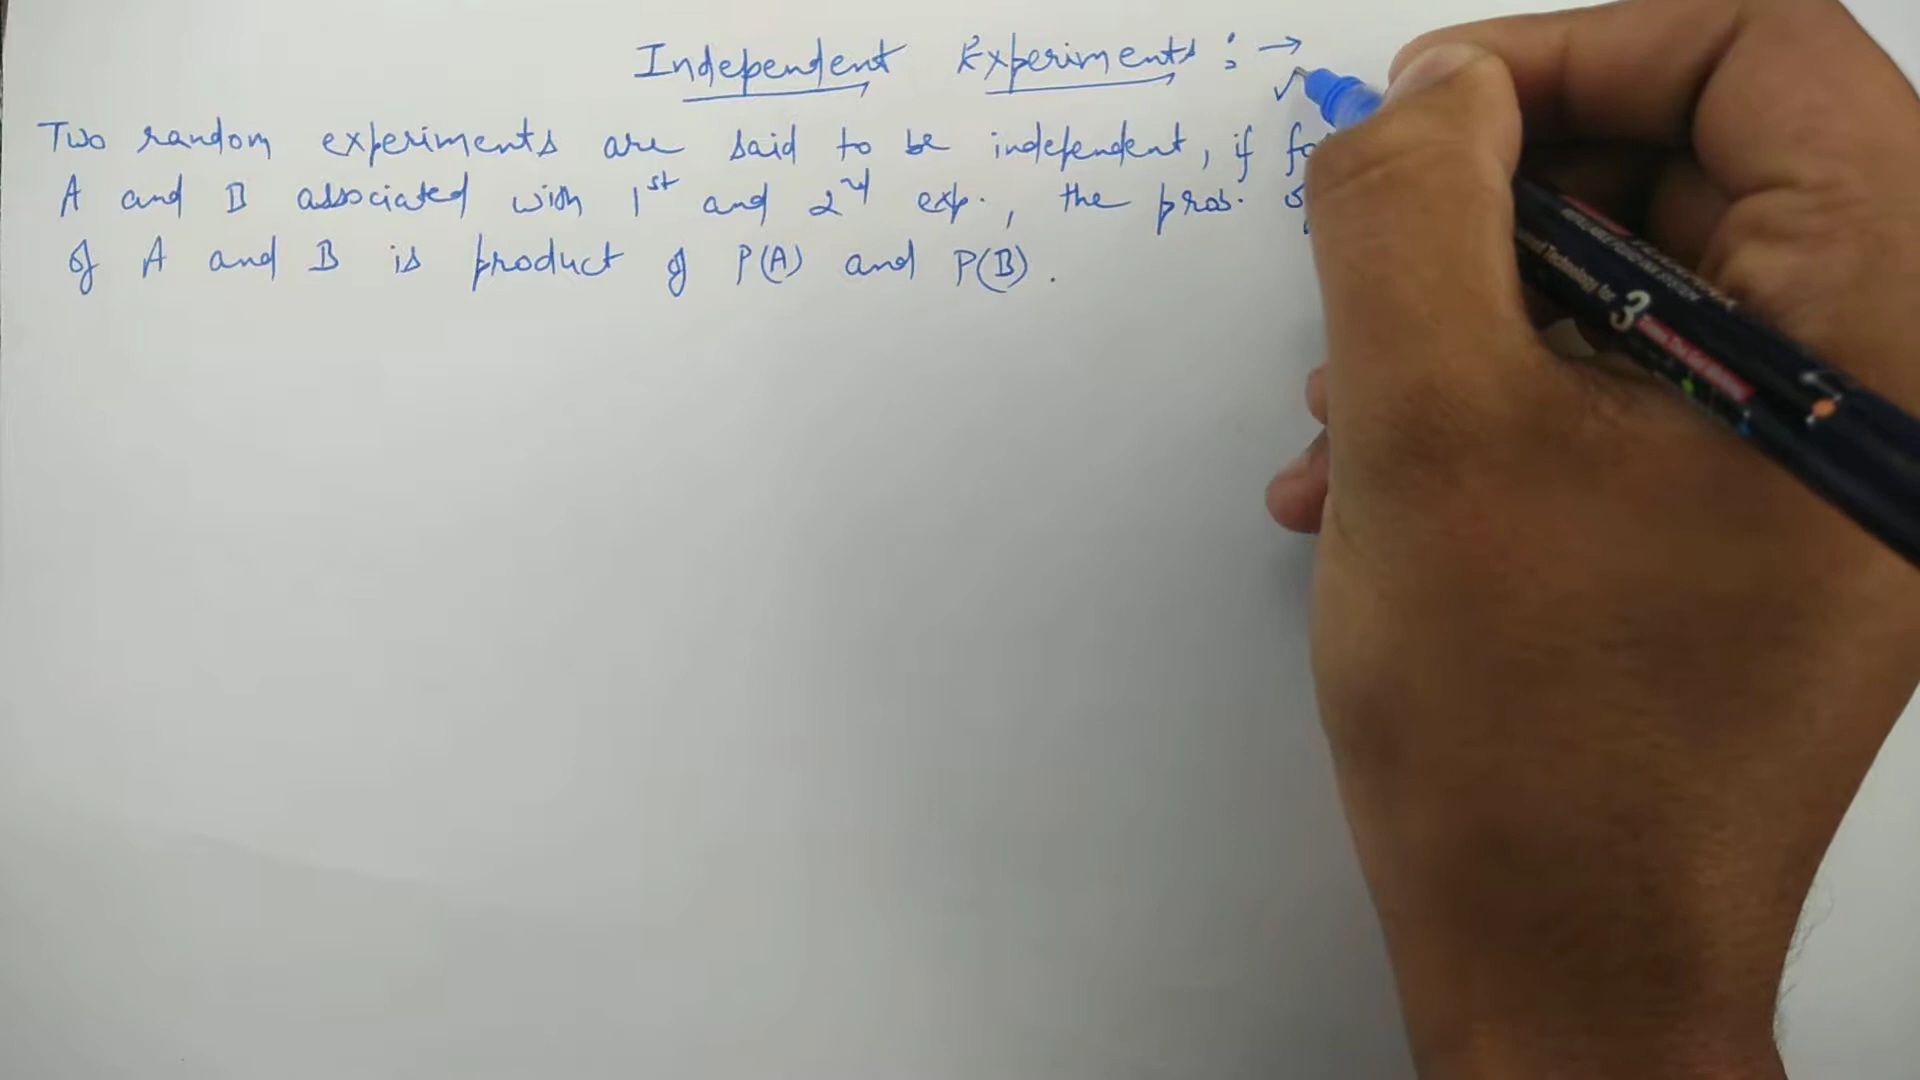 Independent Experiments : →
Two random experiments are said to be independent, if
A and B associated with 1st and 2nd exp., the prob.
of A and B is product of P(A) and P(B).
3